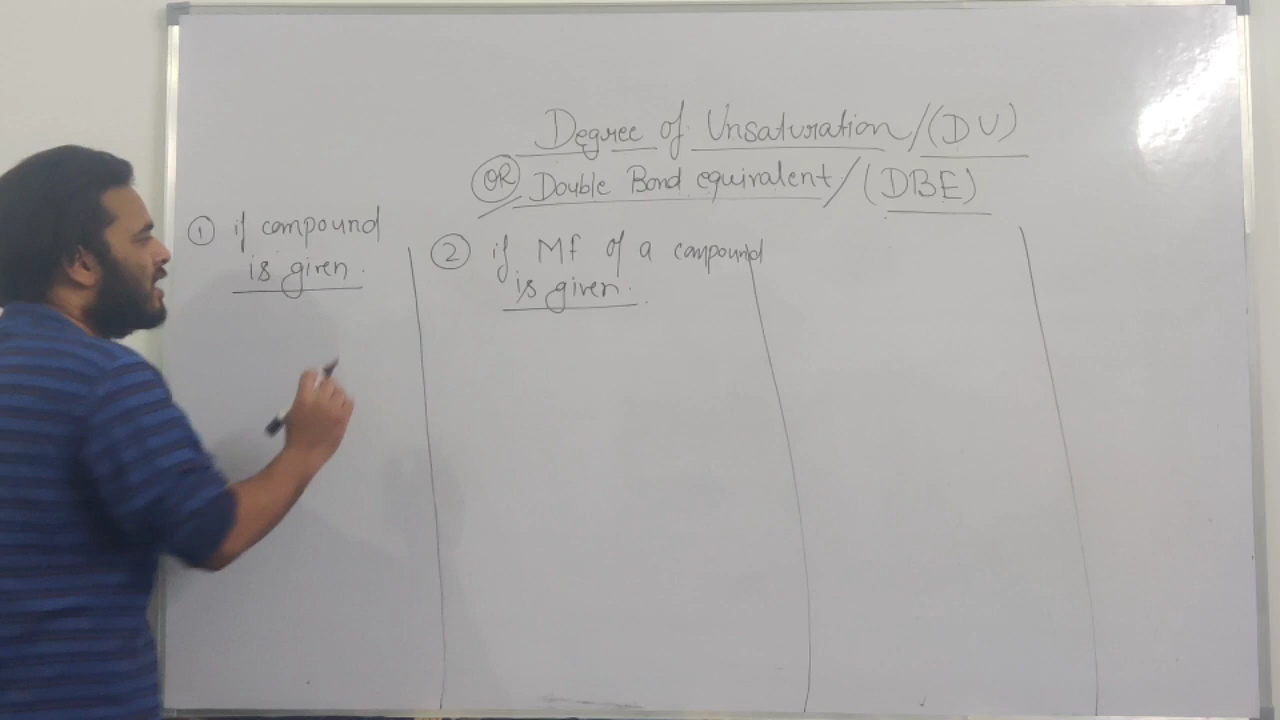 Degree of Unsaturation/(DU)
OR Double Bond equivalent/(DBE)
① if compound
is given.
② if Mf of a compound
is given.